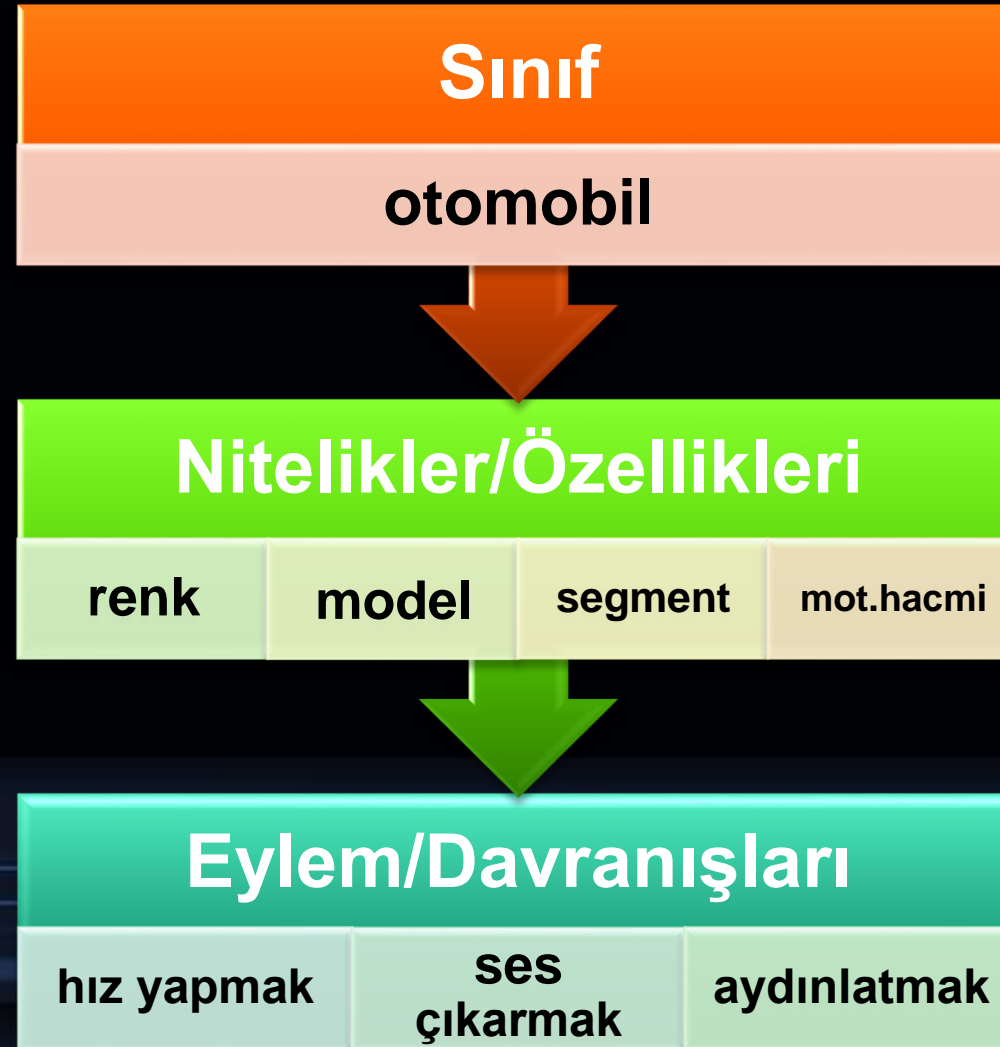 Sınıf
otomobil
Nitelikler/Özellikleri
renk
model
segment
mot.hacmi
Eylem/Davranışları
hız yapmak
ses
çıkarmak
aydınlatmak